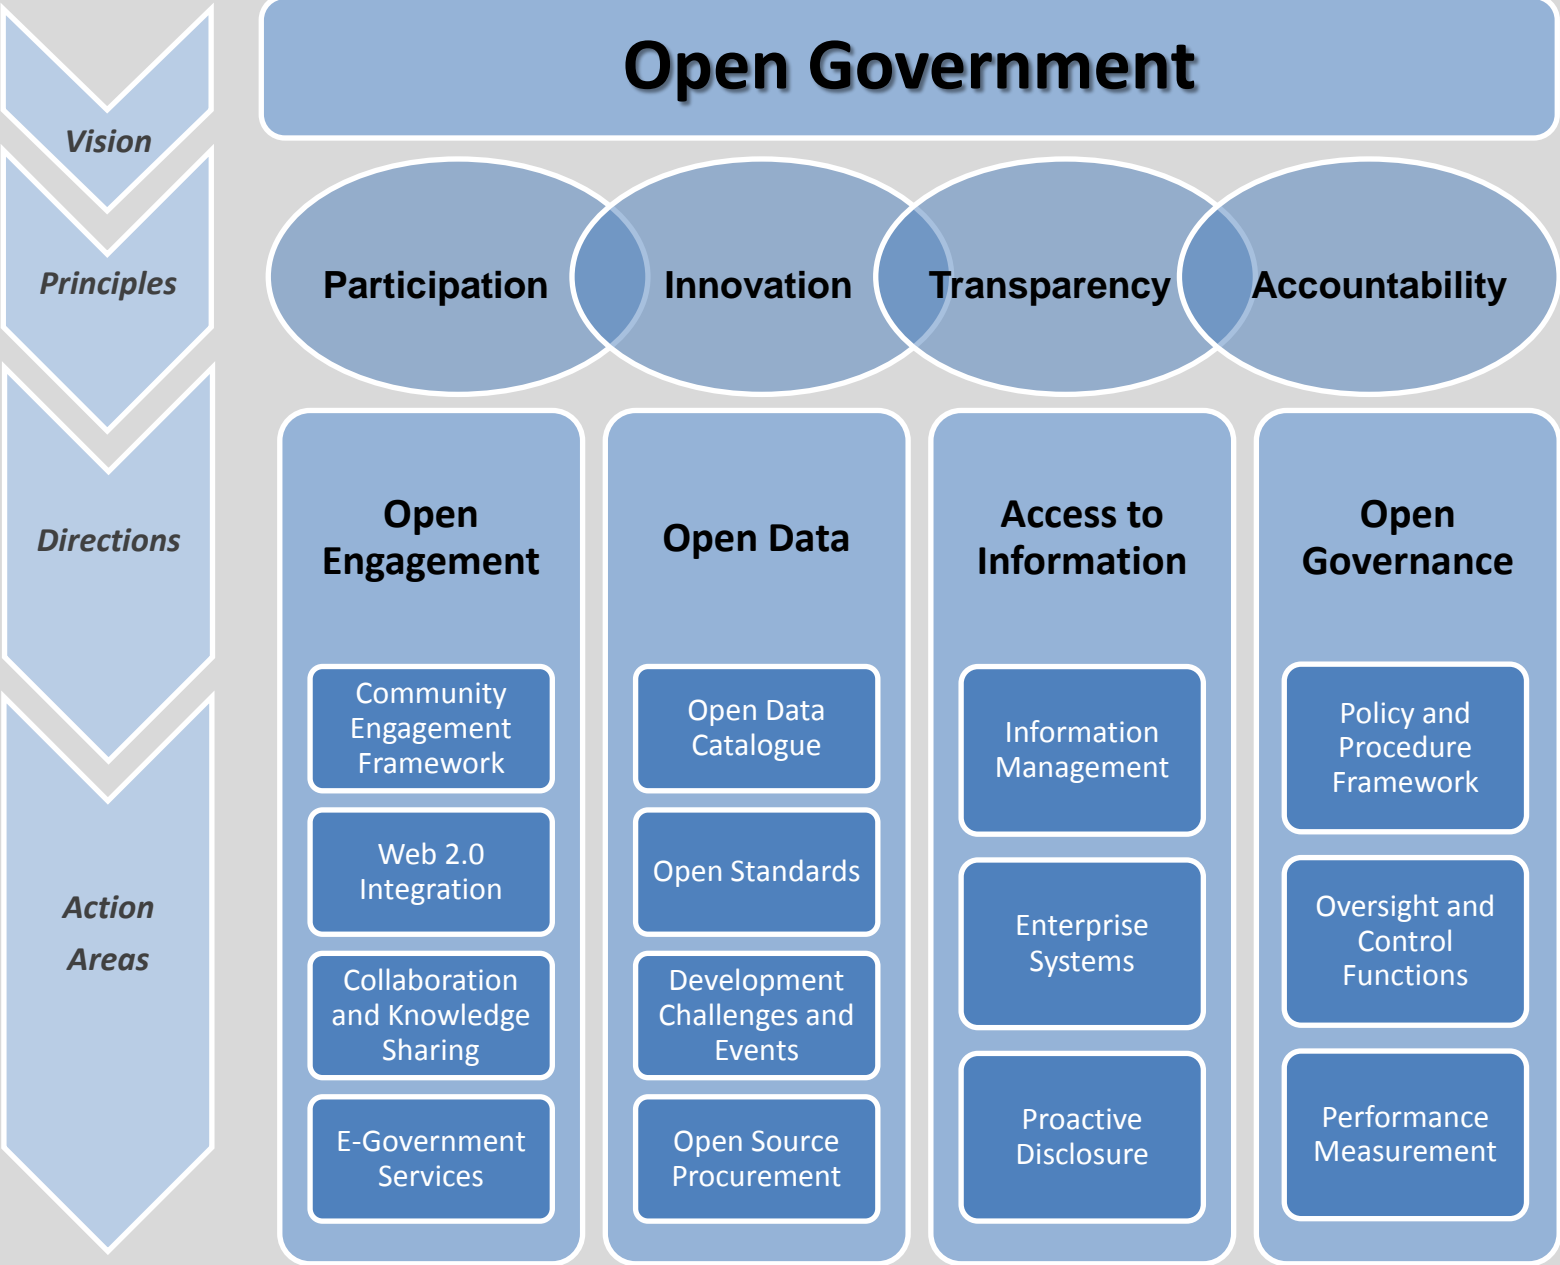 Open Government
Vision
Principles
Participation
Innovation
Transparency
Accountability
Directions
Open
Engagement
Open Data
Access to
Information
Open
Governance
Action
Areas
Community
Engagement
Framework
Web 2.0
Integration
Collaboration
and Knowledge
Sharing
E-Government
Services
Open Data
Catalogue
Open Standards
Development
Challenges and
Events
Open Source
Procurement
Information
Management
Enterprise
Systems
Proactive
Disclosure
Policy and
Procedure
Framework
Oversight and
Control
Functions
Performance
Measurement